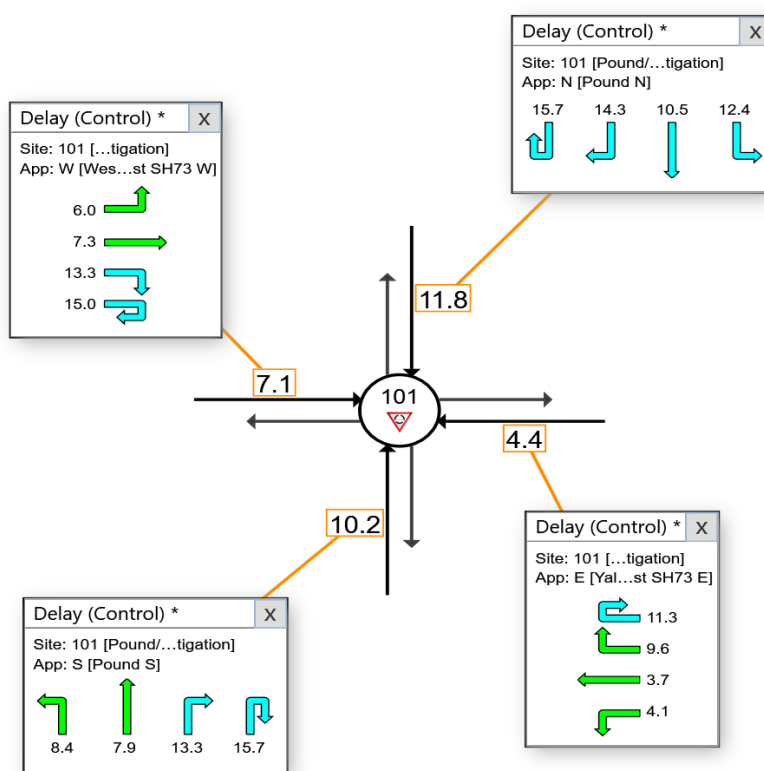 Delay (Control) * X
Site: 101 [Pound/...tigation]
App: N [Pound N]
15.7 14.3 10.5 12.4
Delay (Control) * X
Site: 101 [...tigation]
App: W [Wes...st SH73 W]
6.0
7.3
13.3
15.0
11.8
7.1
101
4.4
10.2
Delay (Control) * X
Site: 101 [...tigation]
App: E [Yal...st SH73 E]
11.3
9.6
3.7
4.1
Delay (Control) * X
Site: 101 [Pound/...tigation]
App: S [Pound S]
8.4 7.9 13.3 15.7